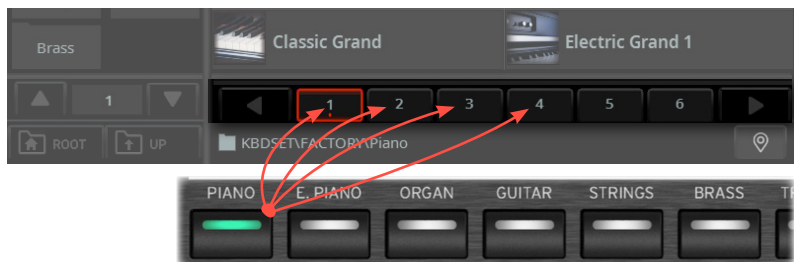 Brass
Classic Grand
Electric Grand 1
1
1
2
3
4
5
6
ROOT
UP
KBDSET\FACTORY\Piano
PIANO
E. PIANO
ORGAN
GUITAR
STRINGS
BRASS